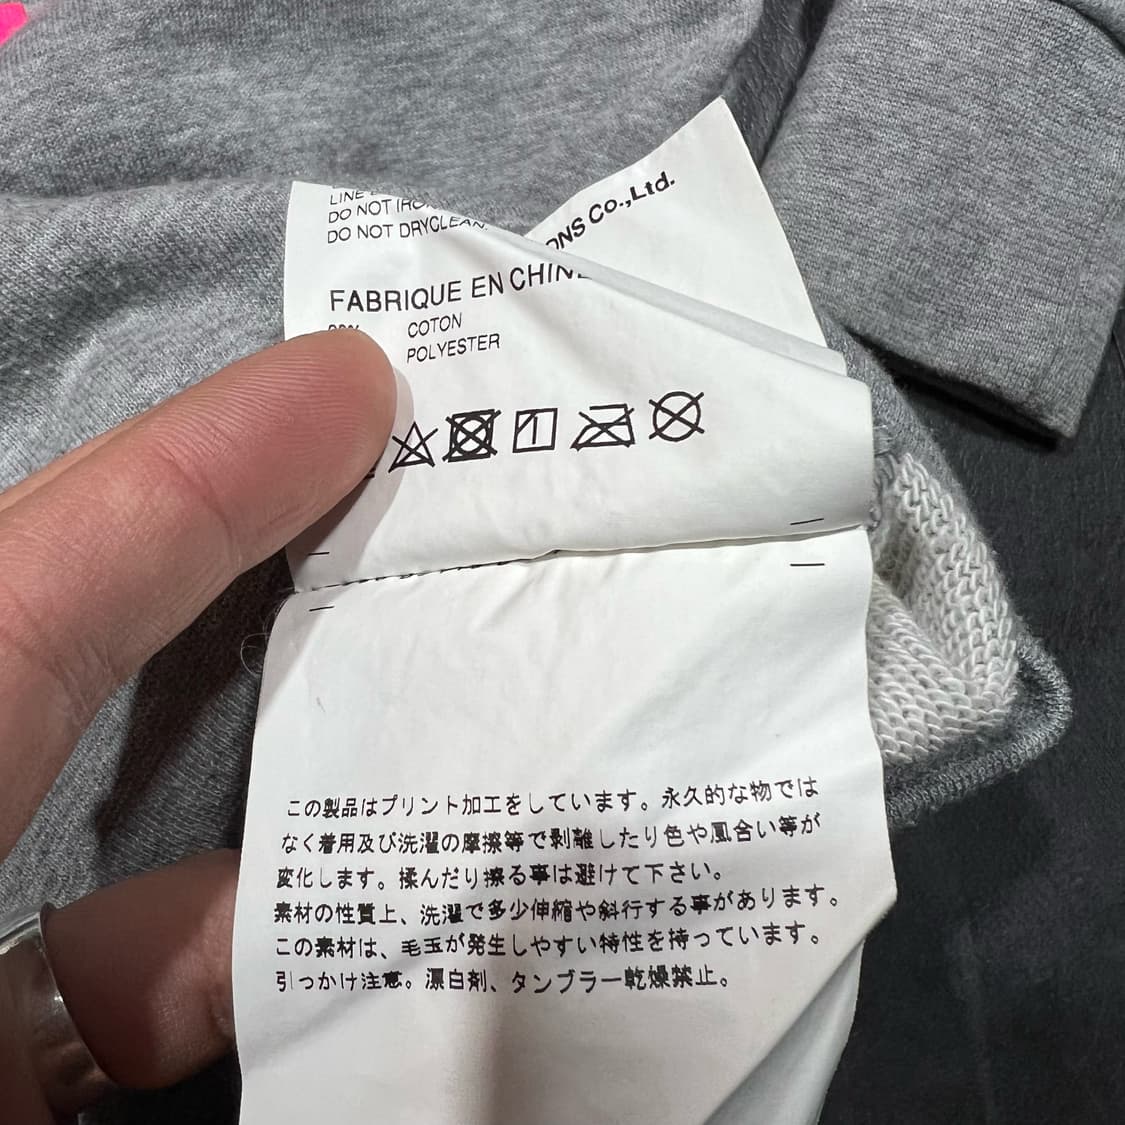 LINE
DO NOT IRON
DO NOT DRYCLEAN.
ONS Co.,Ltd.
FABRIQUE EN CHINE
COTON
POLYESTER
この製品はプリント加工をしています。永久的な物では
なく着用及び洗濯の摩擦等で剥離したり色や風合い等が
変化します。揉んだり擦る事は避けて下さい。
素材の性質上、洗濯で多少伸縮や斜行する事があります。
この素材は、毛玉が発生しやすい特性を持っています。
引っかけ注意。漂白剤、タンブラー乾燥禁止。